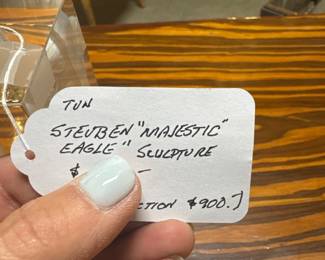 TUN
STEUBEN "MAJESTIC"
EAGLE" SCULPTURE
$ —
CTION $900.]